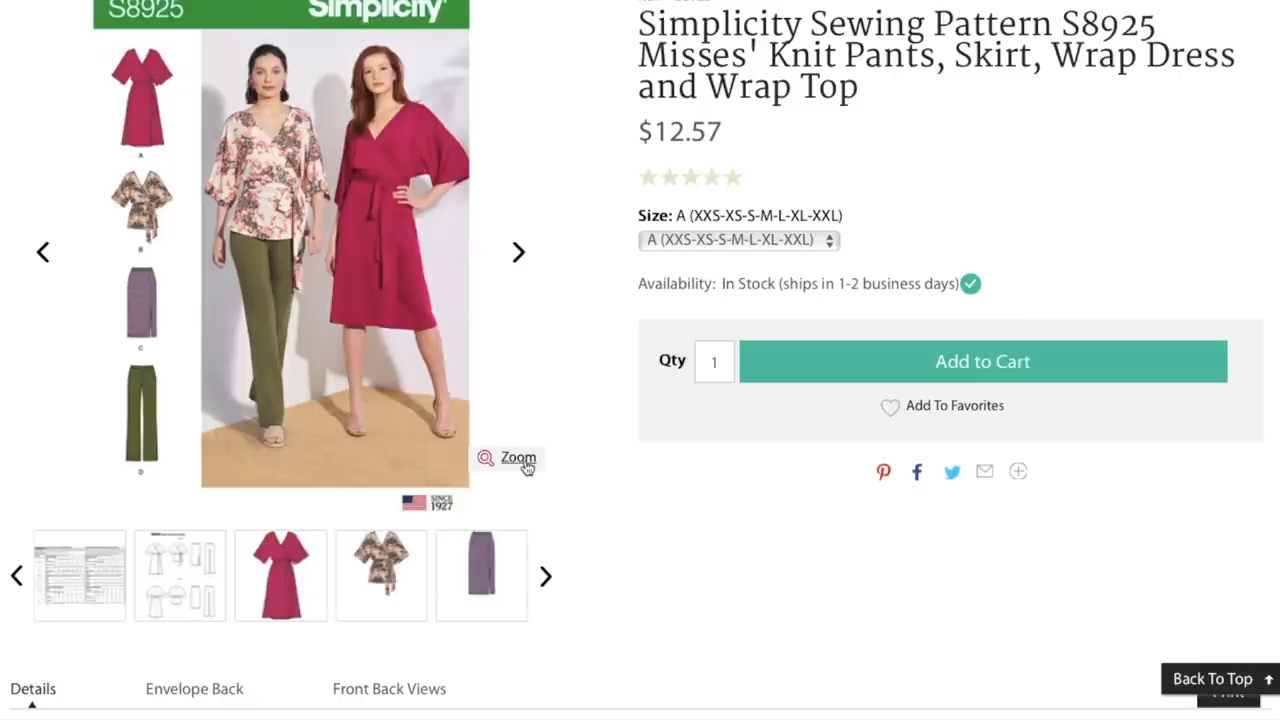 S8925
Simplicity
Simplicity Sewing Pattern S8925
Misses' Knit Pants, Skirt, Wrap Dress
and Wrap Top
$12.57
A
B
C
D
Size: A (XXS-XS-S-M-L-XL-XXL)
A (XXS-XS-S-M-L-XL-XXL)
Availability: In Stock (ships in 1-2 business days)
Qty 1 Add to Cart
Add To Favorites
Zoom
SINCE
1927
Details
Envelope Back
Front Back Views
Back To Top
Print